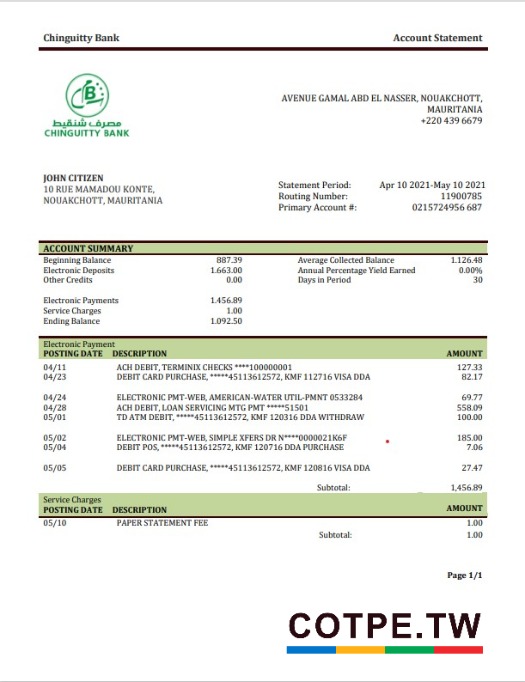 Chinguitty Bank Account Statement
مصرف شنقيط
CHINGUITTY BANK
AVENUE GAMAL ABD EL NASSER, NOUAKCHOTT,
MAURITANIA
+220 439 6679
JOHN CITIZEN
10 RUE MAMADOU KONTE,
NOUAKCHOTT, MAURITANIA
Statement Period: Apr 10 2021-May 10 2021
Routing Number: 11900785
Primary Account #: 0215724956 687
ACCOUNT SUMMARY
Beginning Balance 887.39 Average Collected Balance 1.126.48
Electronic Deposits 1.663.00 Annual Percentage Yield Earned 0.00%
Other Credits 0.00 Days in Period 30
Electronic Payments 1.456.89
Service Charges 1.00
Ending Balance 1.092.50
Electronic Payment
POSTING DATE DESCRIPTION AMOUNT
04/11 ACH DEBIT, TERMINIX CHECKS ****100000001 127.33
04/23 DEBIT CARD PURCHASE, *****45113612572, KMF 112716 VISA DDA 82.17
04/24 ELECTRONIC PMT-WEB, AMERICAN-WATER UTIL-PMNT 0533284 69.77
04/28 ACH DEBIT, LOAN SERVICING MTG PMT *****51501 558.09
05/01 TD ATM DEBIT, *****45113612572, KMF 120316 DDA WITHDRAW 100.00
05/02 ELECTRONIC PMT-WEB, SIMPLE XFERS DR N****0000021K6F 185.00
05/04 DEBIT POS, *****45113612572, KMF 120716 DDA PURCHASE 7.06
05/05 DEBIT CARD PURCHASE, *****45113612572, KMF 120816 VISA DDA 27.47
Subtotal: 1,456.89
Service Charges
POSTING DATE DESCRIPTION AMOUNT
05/10 PAPER STATEMENT FEE 1.00
Subtotal: 1.00
Page 1/1
COTPE.TW